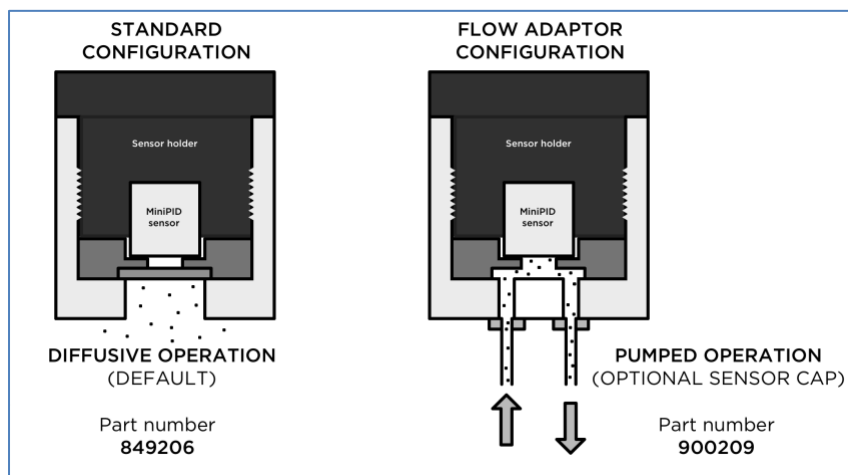 STANDARD
CONFIGURATION
Sensor holder
MiniPID
sensor
DIFFUSIVE OPERATION
(DEFAULT)
Part number
849206
FLOW ADAPTOR
CONFIGURATION
Sensor holder
MiniPID
sensor
PUMPED OPERATION
(OPTIONAL SENSOR CAP)
Part number
900209